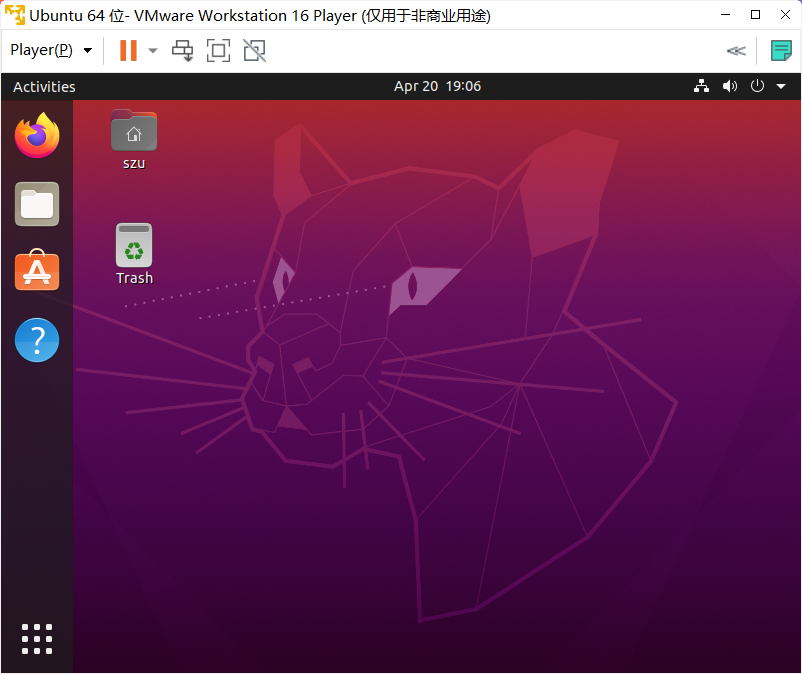 Ubuntu 64 位- VMware Workstation 16 Player (仅用于非商业用途)
Player(P)
Activities
Apr 20 19:06
szu
Trash